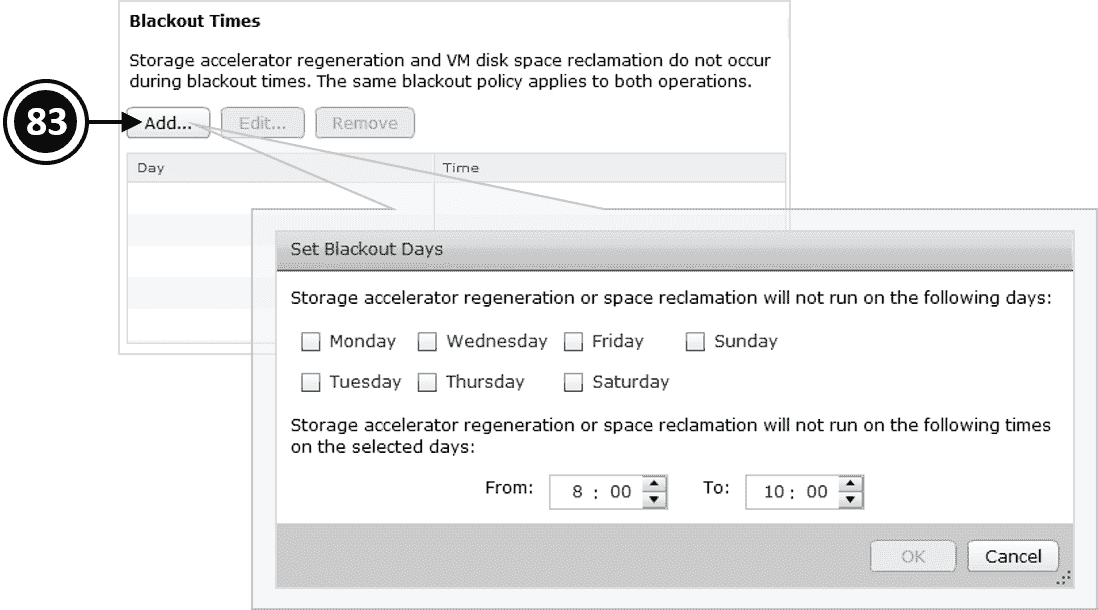 Blackout Times
Storage accelerator regeneration and VM disk space reclamation do not occur
during blackout times. The same blackout policy applies to both operations.
83
Add... Edit... Remove
Day Time
Set Blackout Days
Storage accelerator regeneration or space reclamation will not run on the following days:
Monday Wednesday Friday Sunday
Tuesday Thursday Saturday
Storage accelerator regeneration or space reclamation will not run on the following times
on the selected days:
From: 8 : 00 To: 10 : 00
OK Cancel